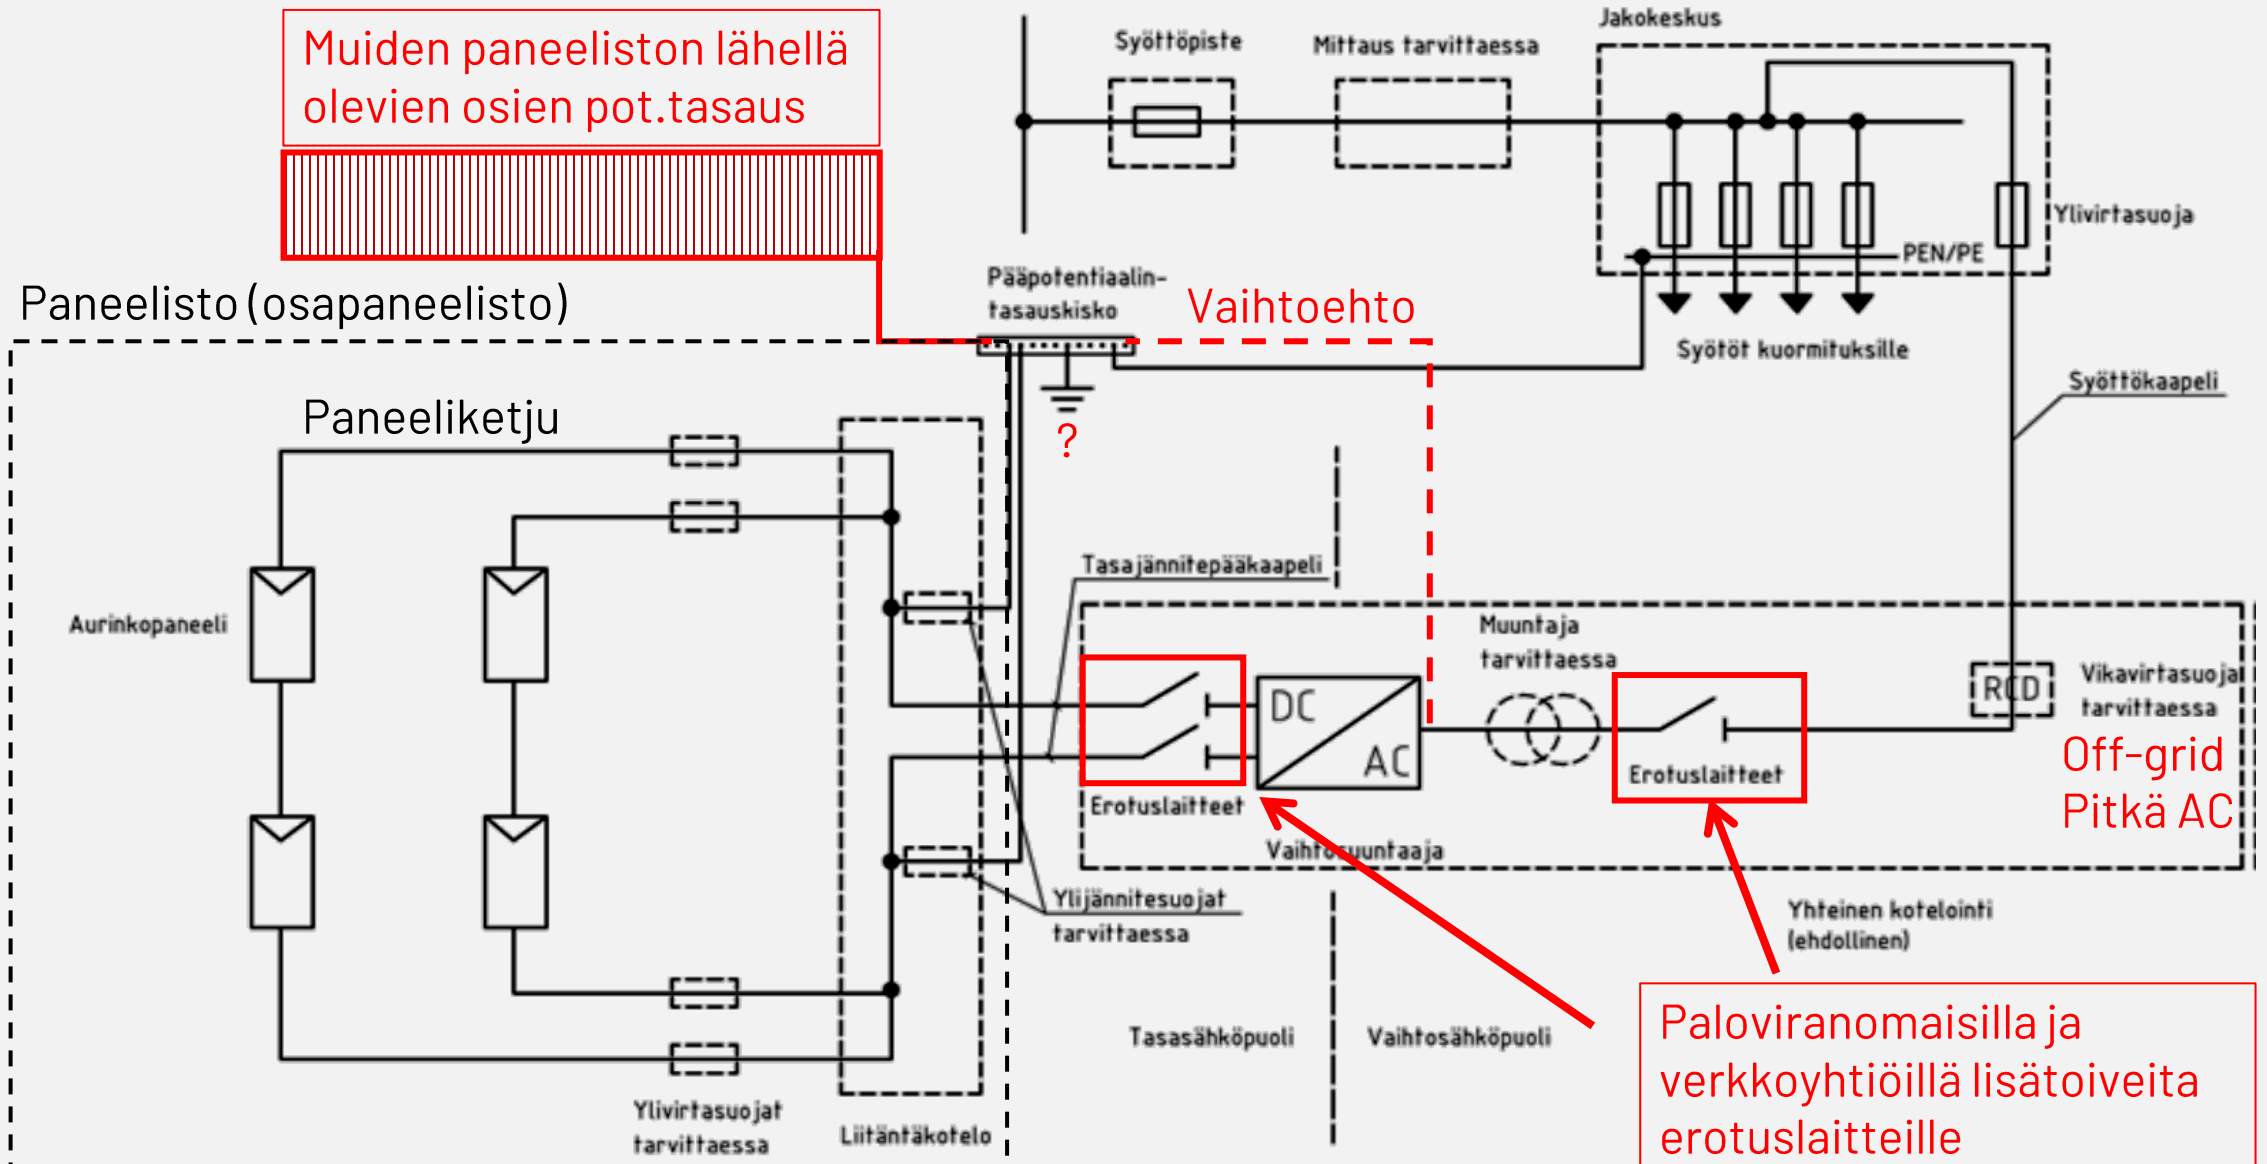 Muiden paneeliston lähellä
olevien osien pot.tasaus
Syöttöpiste
Mittaus tarvittaessa
Jakokeskus
Ylivirtasuoja
PEN/PE
Syötöt kuormituksille
Syöttökaapeli
Pääpotentiaalin-
tasauskisko
Vaihtoehto
?
Paneelisto (osapaneelisto)
Paneeliketju
Aurinkopaneeli
Tasajännitepääkaapeli
Muuntaja
tarvittaessa
RCD
Vikavirtasuoja
tarvittaessa
Off-grid
Pitkä AC
DC
AC
Erotuslaitteet
Erotuslaitteet
Vaihtosuuntaaja
Ylijännitesuojat
tarvittaessa
Yhteinen kotelointi
(ehdollinen)
Tasasähköpuoli
Vaihtosähköpuoli
Ylivirtasuojat
tarvittaessa
Liitäntäkotelo
Paloviranomaisilla ja
verkkoyhtiöillä lisätoiveita
erotuslaitteille